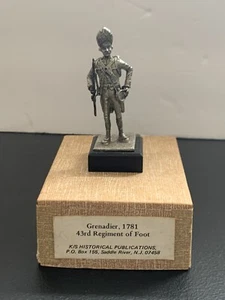 Grenadier, 1781
43rd Regiment of Foot
K/S HISTORICAL PUBLICATIONS,
P.O. Box 155, Saddle River, N.J. 07458